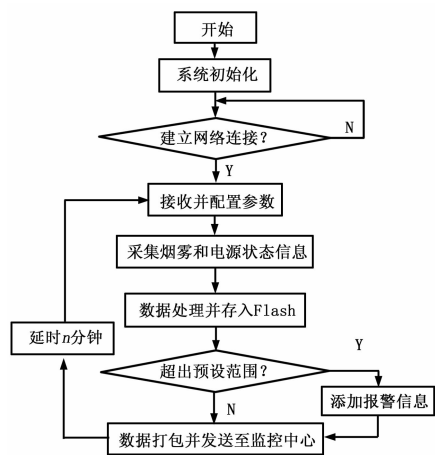 开始
系统初始化
建立网络连接?
N
Y
接收并配置参数
采集烟雾和电源状态信息
数据处理并存入Flash
延时n分钟
超出预设范围?
Y
N
添加报警信息
数据打包并发送至监控中心